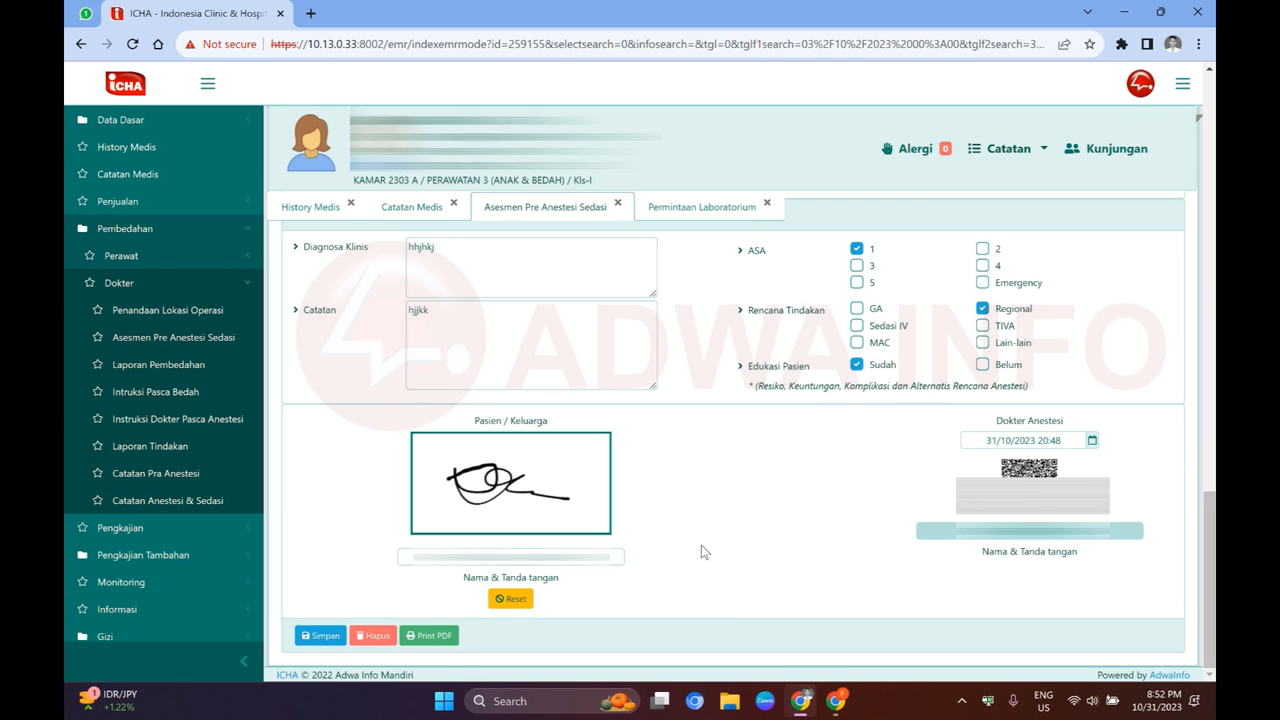 ICHA - Indonesia Clinic & Hospi
Not secure https://10.13.0.33:8002/emr/indexemrmode?id=259155&selectsearch=0&infosearch=&tgl=0&tglf1search=03%2F10%2F2023%2000%3A00&tglf2search=3...
iCHA
Data Dasar
History Medis
Catatan Medis
Penjualan
Pembedahan
Perawat
Dokter
Penandaan Lokasi Operasi
Asesmen Pre Anestesi Sedasi
Laporan Pembedahan
Intruksi Pasca Bedah
Instruksi Dokter Pasca Anestesi
Laporan Tindakan
Catatan Pra Anestesi
Catatan Anestesi & Sedasi
Pengkajian
Pengkajian Tambahan
Monitoring
Informasi
Gizi
Alergi 0 Catatan Kunjungan
KAMAR 2303 A / PERAWATAN 3 (ANAK & BEDAH) / Kls-I
History Medis Catatan Medis Asesmen Pre Anestesi Sedasi Permintaan Laboratorium
Diagnosa Klinis hhjhkj
Catatan hjjkk
ASA 1 2
3 4
5 Emergency
Rencana Tindakan GA Regional
Sedasi IV TIVA
MAC Lain-lain
Edukasi Pasien Sudah Belum
* (Resiko, Keuntungan, Komplikasi dan Alternatis Rencana Anestesi)
ADWA INFO
Pasien / Keluarga
Nama & Tanda tangan
Reset
Dokter Anestesi
31/10/2023 20:48
Nama & Tanda tangan
Simpan Hapus Print PDF
ICHA © 2022 Adwa Info Mandiri Powered by AdwaInfo
1 IDR/JPY
+1.22%
Search
ENG
US
8:52 PM
10/31/2023